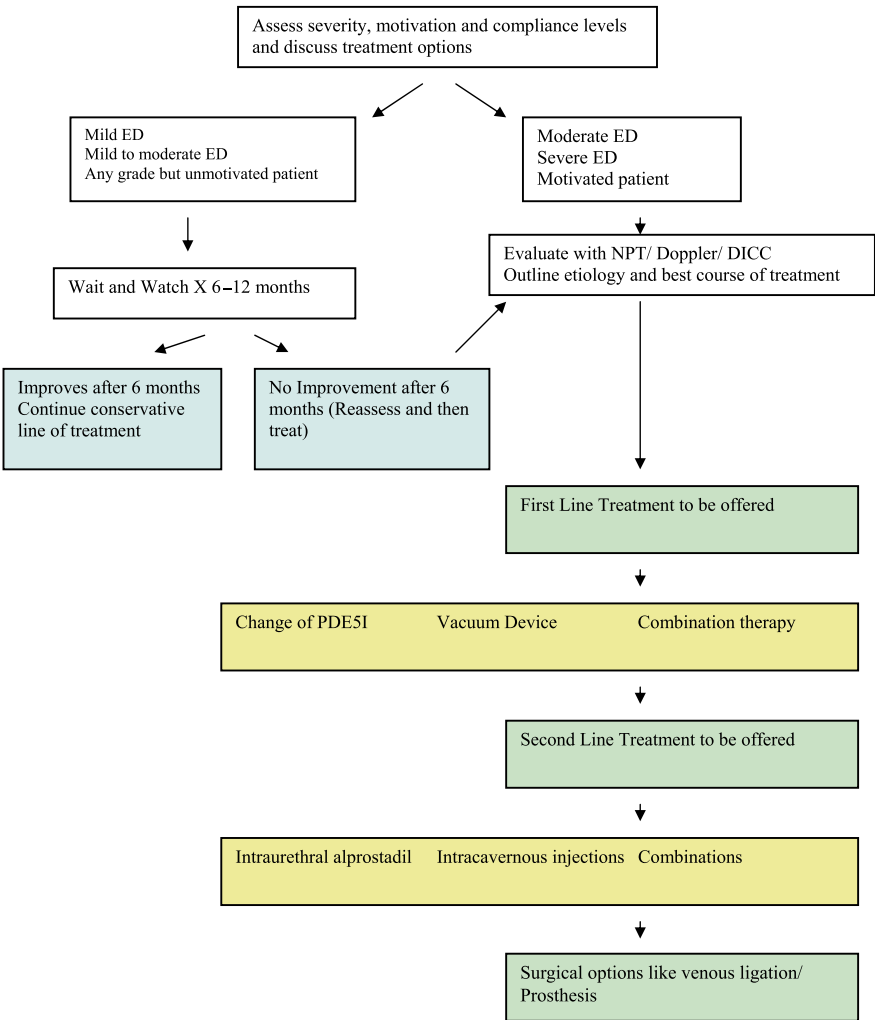 Assess severity, motivation and compliance levels
and discuss treatment options
Mild ED
Mild to moderate ED
Any grade but unmotivated patient
Moderate ED
Severe ED
Motivated patient
Evaluate with NPT/ Doppler/ DICC
Outline etiology and best course of treatment
Wait and Watch X 6–12 months
Improves after 6 months
Continue conservative
line of treatment
No Improvement after 6
months (Reassess and then
treat)
First Line Treatment to be offered
Change of PDE5I Vacuum Device Combination therapy
Second Line Treatment to be offered
Intraurethral alprostadil Intracavernous injections Combinations
Surgical options like venous ligation/
Prosthesis